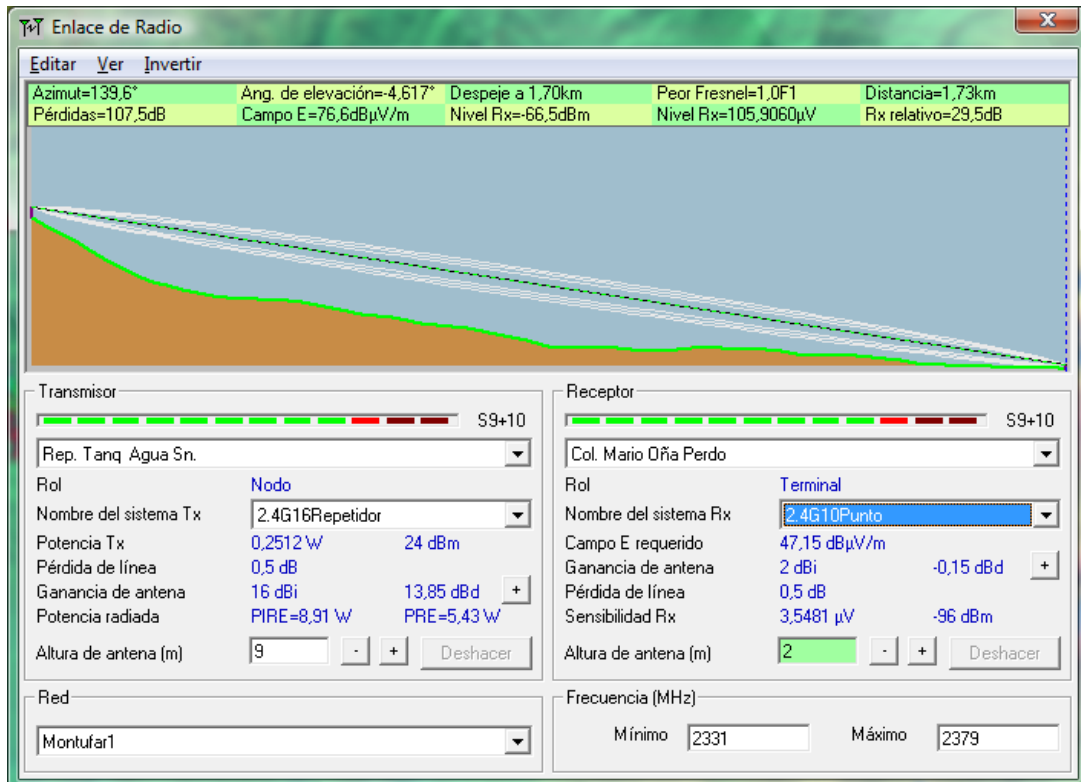 Enlace de Radio
Editar Ver Invertir
Azimut=139,6° Ang. de elevación=-4,617° Despeje a 1,70km Peor Fresnel=1,0F1 Distancia=1,73km
Pérdidas=107,5dB Campo E=76,6dBµV/m Nivel Rx=-66,5dBm Nivel Rx=105,9060µV Rx relativo=29,5dB
Transmisor
S9+10
Rep. Tanq Agua Sn.
Rol Nodo
Nombre del sistema Tx 2.4G16Repetidor
Potencia Tx 0,2512 W 24 dBm
Pérdida de línea 0,5 dB
Ganancia de antena 16 dBi 13,85 dBd +
Potencia radiada PIRE=8,91 W PRE=5,43 W
Altura de antena (m) 9 - + Deshacer
Red
Montufar1
Receptor
S9+10
Col. Mario Oña Perdo
Rol Terminal
Nombre del sistema Rx 2.4G10Punto
Campo E requerido 47,15 dBµV/m
Ganancia de antena 2 dBi -0,15 dBd +
Pérdida de línea 0,5 dB
Sensibilidad Rx 3,5481 µV -96 dBm
Altura de antena (m) 2 - + Deshacer
Frecuencia (MHz)
Mínimo 2331 Máximo 2379